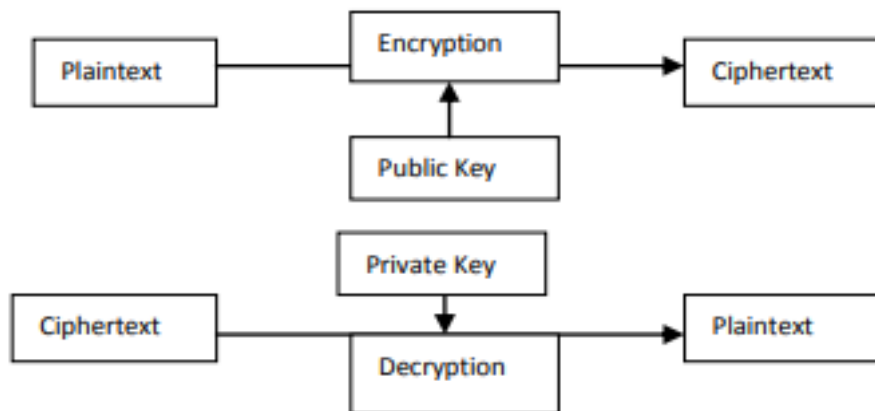 Encryption
Plaintext
Ciphertext
Public Key
Private Key
Ciphertext
Plaintext
Decryption